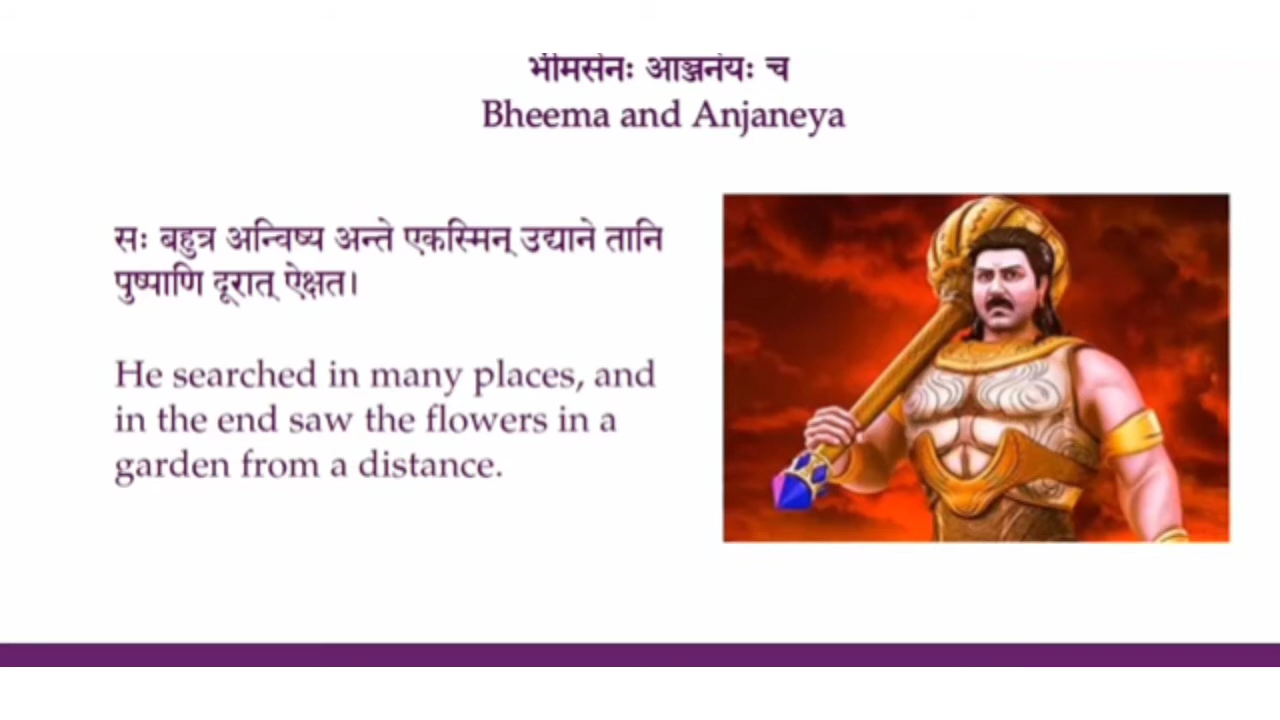 भीमसेनः आञ्जनेयः च
Bheema and Anjaneya
सः बहुत्र अन्विष्य अन्ते एकस्मिन् उद्याने तानि
पुष्पाणि दूरात् ऐक्षत।
He searched in many places, and
in the end saw the flowers in a
garden from a distance.